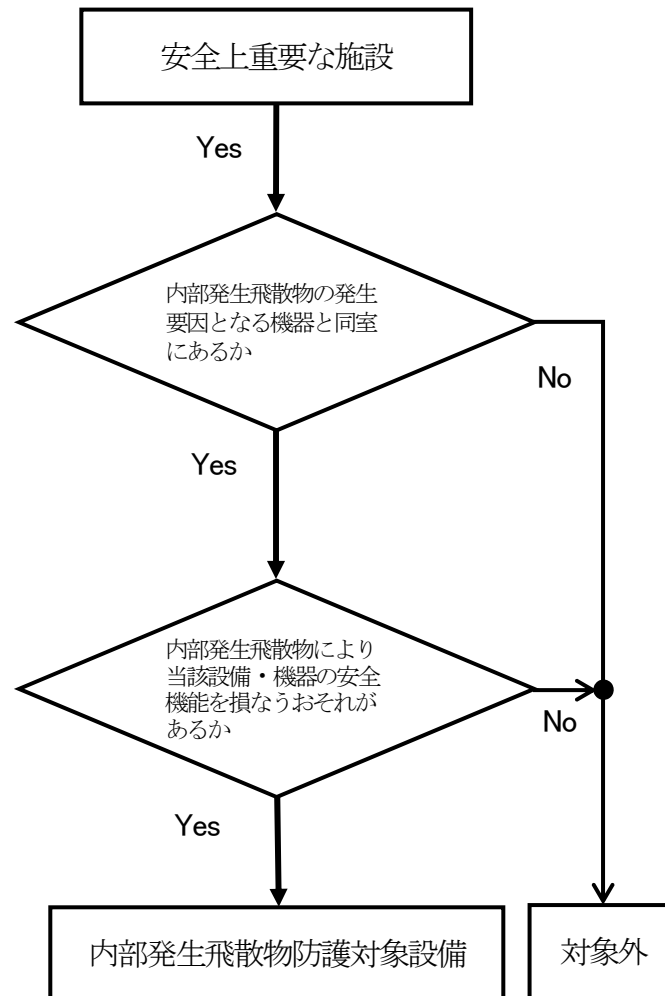 安全上重要な施設
Yes
内部発生飛散物の発生
要因となる機器と同室
にあるか
No
Yes
内部発生飛散物により
当該設備・機器の安全
機能を損なうおそれが
あるか
No
Yes
内部発生飛散物防護対象設備
対象外